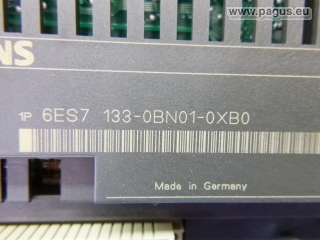 www.pagus.eu
NS
1P 6ES7 133-0BN01-0XB0
Made in Germany